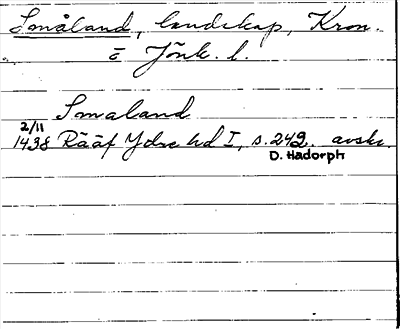 Småland, landskap, Kron.
o Jönk. l.
Smaland
2/11
1438 Rääf Ydre hd I, s. 242. avskr.
D. Hadorph